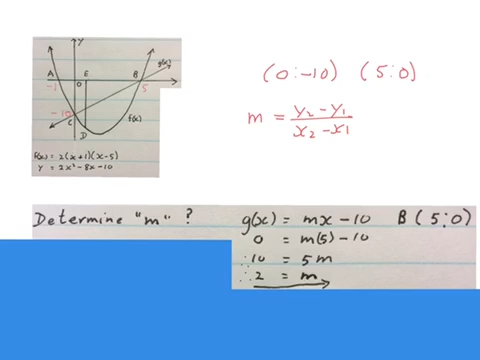 Y
g(x)
A E B
-1 0 5
-10
C
f(x)
D
f(x) = 2(x+1)(x-5)
y = 2x² - 8x - 10
(0:-10) (5:0)
m = y₂ - y₁ / x₂ - x₁
Determine "m" ?
g(x) = mx - 10 B (5:0)
0 = m(5) - 10
∴10 = 5m
∴2 = m